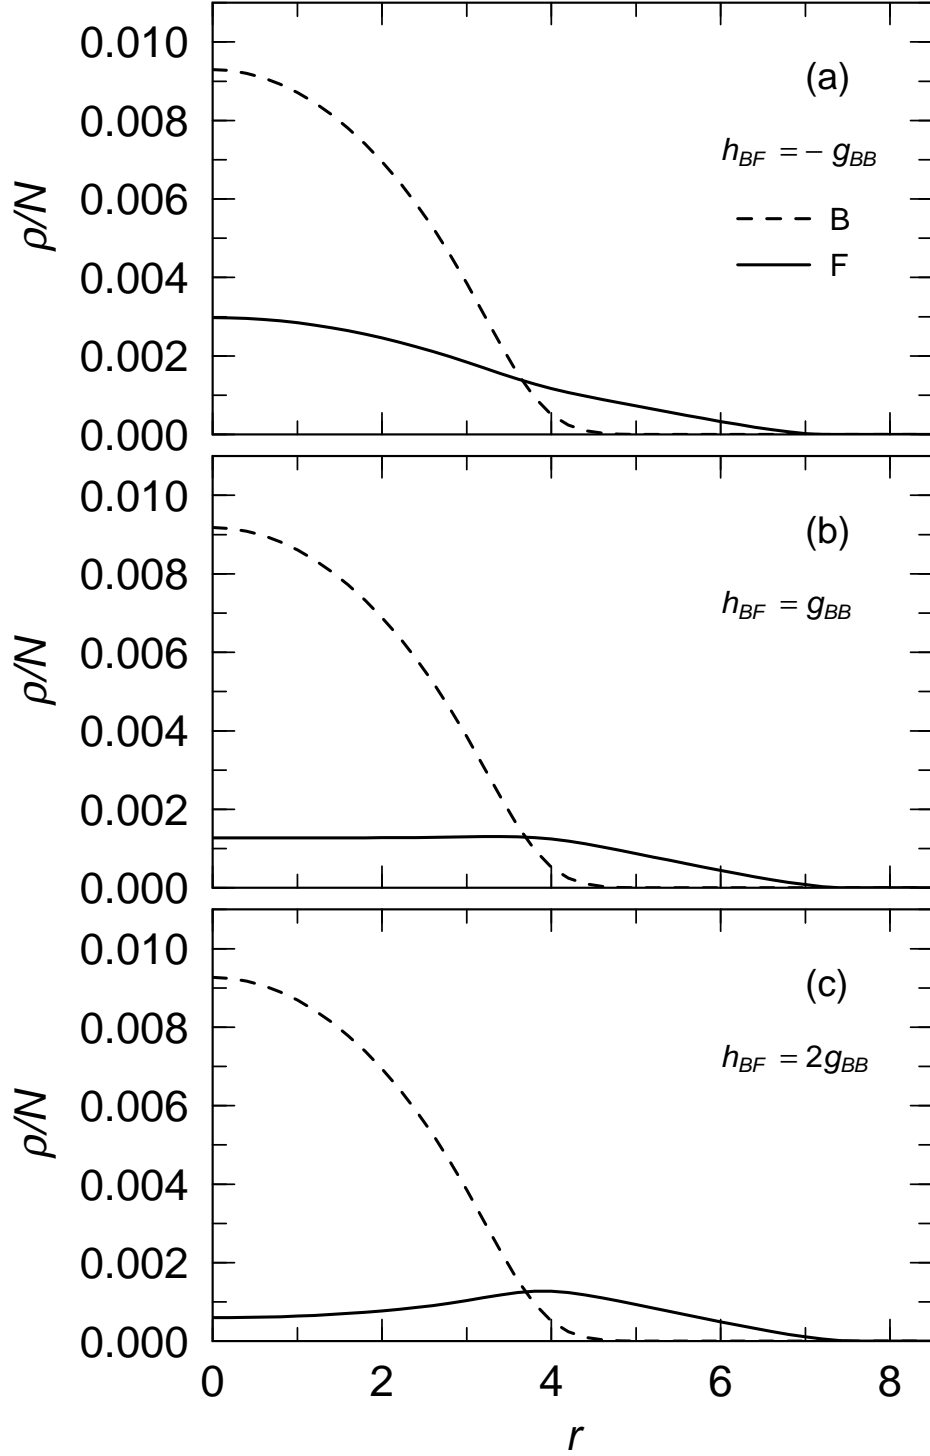 0.010
(a)
0.008
h_BF = − g_BB
ρ/N
0.006
B
0.004
F
0.002
0.000
0.010
(b)
0.008
h_BF = g_BB
ρ/N
0.006
0.004
0.002
0.000
0.010
(c)
0.008
h_BF = 2g_BB
ρ/N
0.006
0.004
0.002
0.000
0 2 4 6 8
r